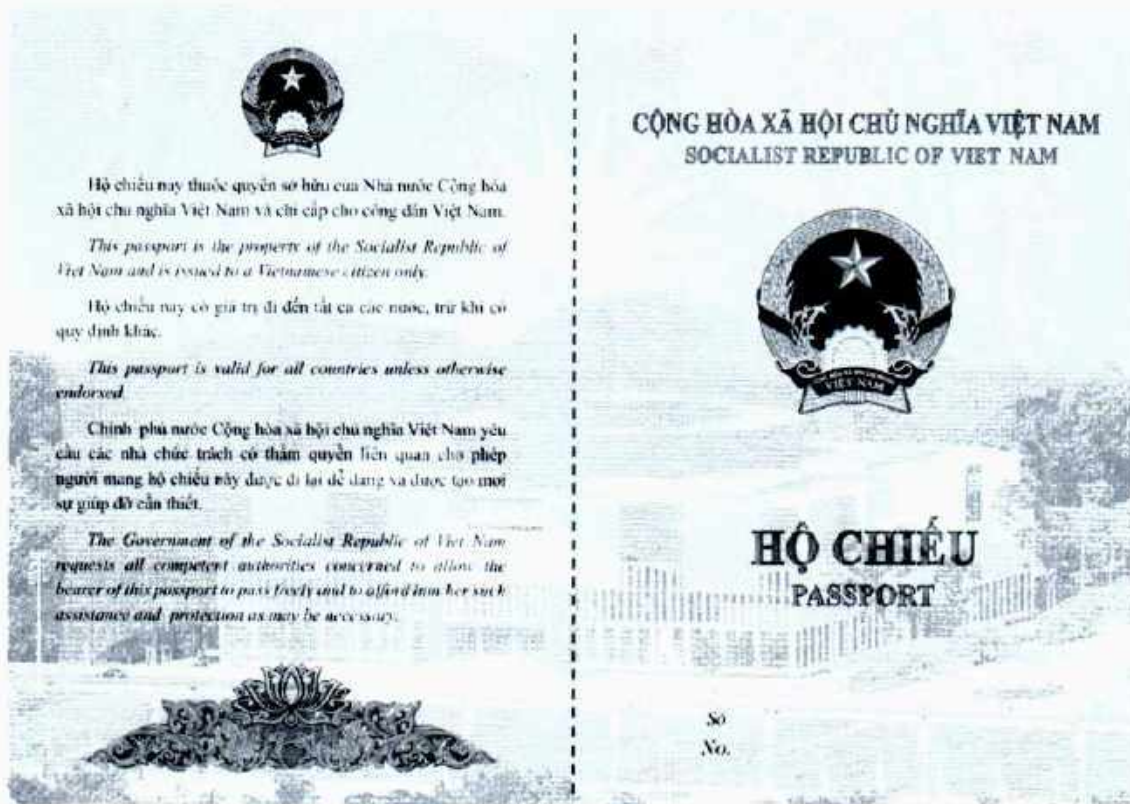 Hộ chiếu này thuộc quyền sở hữu của Nhà nước Cộng hòa
xã hội chủ nghĩa Việt Nam và chỉ cấp cho công dân Việt Nam.
This passport is the property of the Socialist Republic of
Viet Nam and is issued to a Vietnamese citizen only.
Hộ chiếu này có giá trị đi đến tất cả các nước, trừ khi có
quy định khác.
This passport is valid for all countries unless otherwise
endorsed.
Chính phủ nước Cộng hòa xã hội chủ nghĩa Việt Nam yêu
cầu các nhà chức trách có thẩm quyền liên quan cho phép
người mang hộ chiếu này được đi lại dễ dàng và được tạo mọi
sự giúp đỡ cần thiết.
The Government of the Socialist Republic of Viet Nam
requests all competent authorities concerned to allow the
bearer of this passport to pass freely and to afford him/her such
assistance and protection as may be necessary.
CỘNG HÒA XÃ HỘI CHỦ NGHĨA VIỆT NAM
SOCIALIST REPUBLIC OF VIET NAM
VIỆT NAM
HỘ CHIẾU
PASSPORT
Số
No.